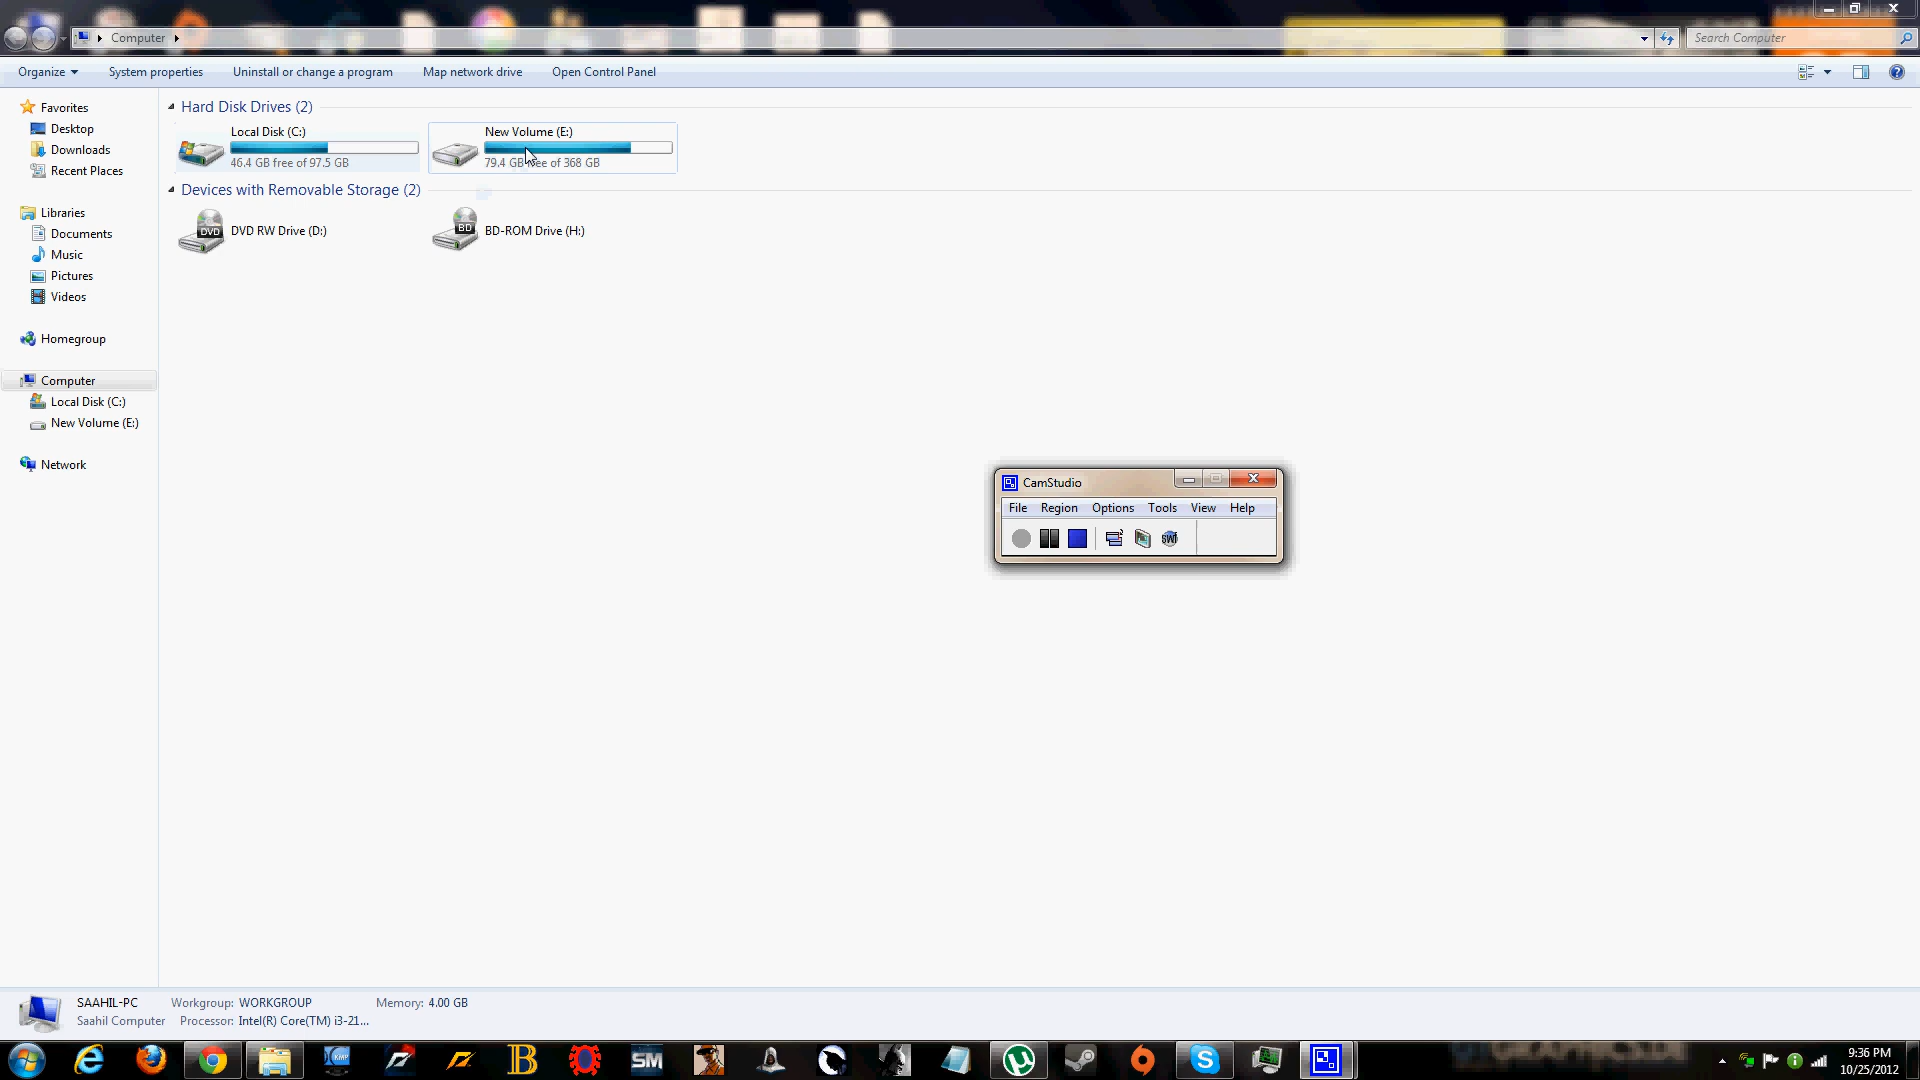 Computer
Search Computer
Organize
System properties
Uninstall or change a program
Map network drive
Open Control Panel
Favorites
Desktop
Downloads
Recent Places
Libraries
Documents
Music
Pictures
Videos
Homegroup
Computer
Local Disk (C:)
New Volume (E:)
Network
Hard Disk Drives (2)
Local Disk (C:)
46.4 GB free of 97.5 GB
New Volume (E:)
79.4 GB free of 368 GB
Devices with Removable Storage (2)
DVD
DVD RW Drive (D:)
BD
BD-ROM Drive (H:)
CamStudio
File Region Options Tools View Help
SWF
SAAHIL-PC Workgroup: WORKGROUP Memory: 4.00 GB
Saahil Computer Processor: Intel(R) Core(TM) i3-21...
KMP
B
SM
9:36 PM
10/25/2012